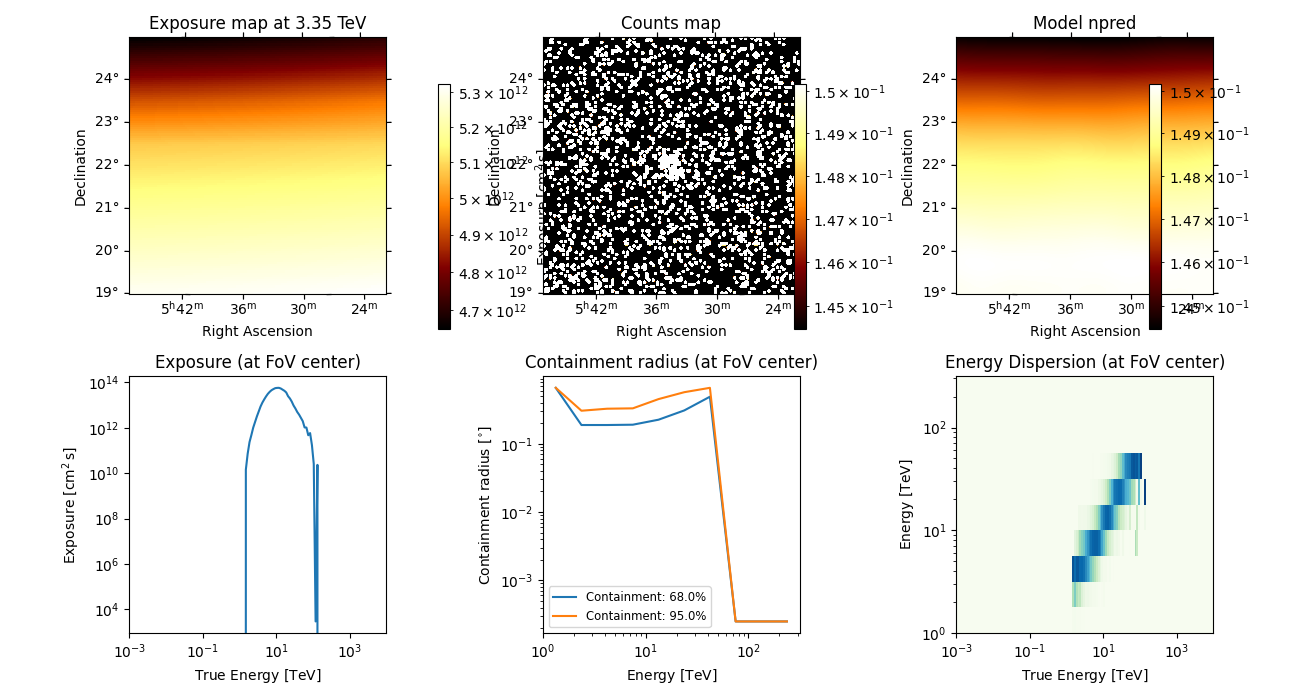 Exposure map at 3.35 TeV
24°
23°
22°
21°
20°
19°
Declination
5ʰ42ᵐ 36ᵐ 30ᵐ 24ᵐ
Right Ascension
5.3 × 10¹²
5.2 × 10¹²
5.1 × 10¹²
5 × 10¹²
4.9 × 10¹²
4.8 × 10¹²
4.7 × 10¹²
Exposure [cm² s]
Counts map
24°
23°
22°
21°
20°
19°
Declination
5ʰ42ᵐ 36ᵐ 30ᵐ 24ᵐ
Right Ascension
1.5 × 10⁻¹
1.49 × 10⁻¹
1.48 × 10⁻¹
1.47 × 10⁻¹
1.46 × 10⁻¹
1.45 × 10⁻¹
Model npred
24°
23°
22°
21°
20°
19°
Declination
5ʰ42ᵐ 36ᵐ 30ᵐ 24ᵐ
Right Ascension
1.5 × 10⁻¹
1.49 × 10⁻¹
1.48 × 10⁻¹
1.47 × 10⁻¹
1.46 × 10⁻¹
1.45 × 10⁻¹
Exposure (at FoV center)
10¹⁴
10¹²
10¹⁰
10⁸
10⁶
10⁴
Exposure [cm² s]
10⁻³ 10⁻¹ 10¹ 10³
True Energy [TeV]
Containment radius (at FoV center)
10⁻¹
10⁻²
10⁻³
Containment radius [°]
Containment: 68.0%
Containment: 95.0%
10⁰ 10¹ 10²
Energy [TeV]
Energy Dispersion (at FoV center)
10²
10¹
10⁰
Energy [TeV]
10⁻³ 10⁻¹ 10¹ 10³
True Energy [TeV]